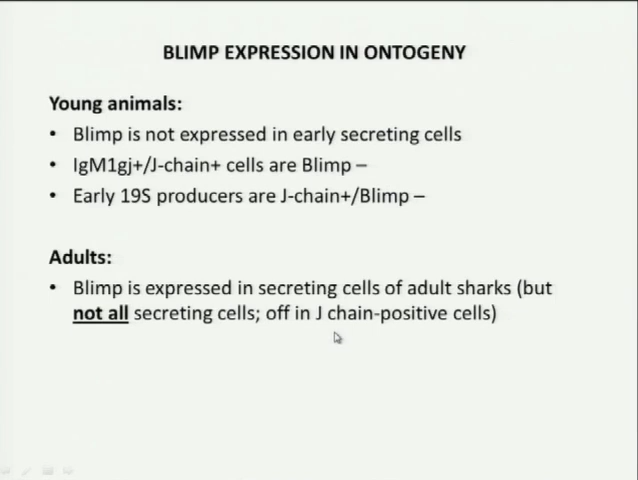 BLIMP EXPRESSION IN ONTOGENY
Young animals:
• Blimp is not expressed in early secreting cells
• IgM1gj+/J-chain+ cells are Blimp –
• Early 19S producers are J-chain+/Blimp –
Adults:
• Blimp is expressed in secreting cells of adult sharks (but
not all secreting cells; off in J chain-positive cells)